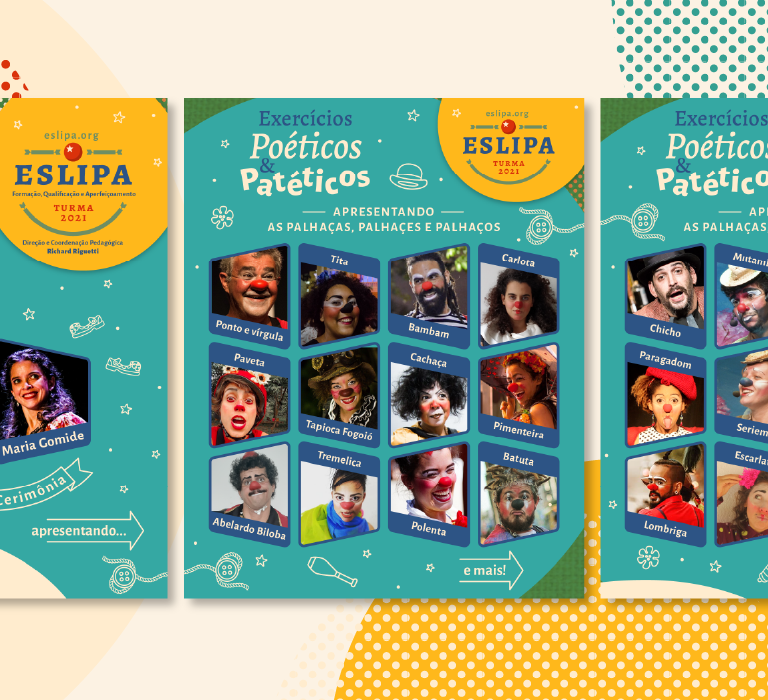 eslipa.org
ESLIPA
Formação, Qualificação e Aperfeiçoamento
TURMA
2021
Direção e Coordenação Pedagógica
Richard Riguetti
Maria Gomide
Cerimônia
apresentando...
Exercícios
Poéticos
&
Patéticos
eslipa.org
ESLIPA
TURMA
2021
APRESENTANDO
AS PALHAÇAS, PALHAÇES E PALHAÇOS
Ponto e vírgula
Tita
Bambam
Carlota
Paveta
Tapioca Fogoió
Cachaça
Pimenteira
Abelardo Biloba
Tremelica
Polenta
Batuta
e mais!
Exercícios
Poéticos
&
Patéticos
AS PALHAÇAS
Chicho
Paragadom
Lombriga